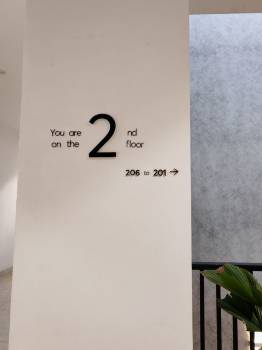 You are 2 nd
on the floor
206 to 201 →